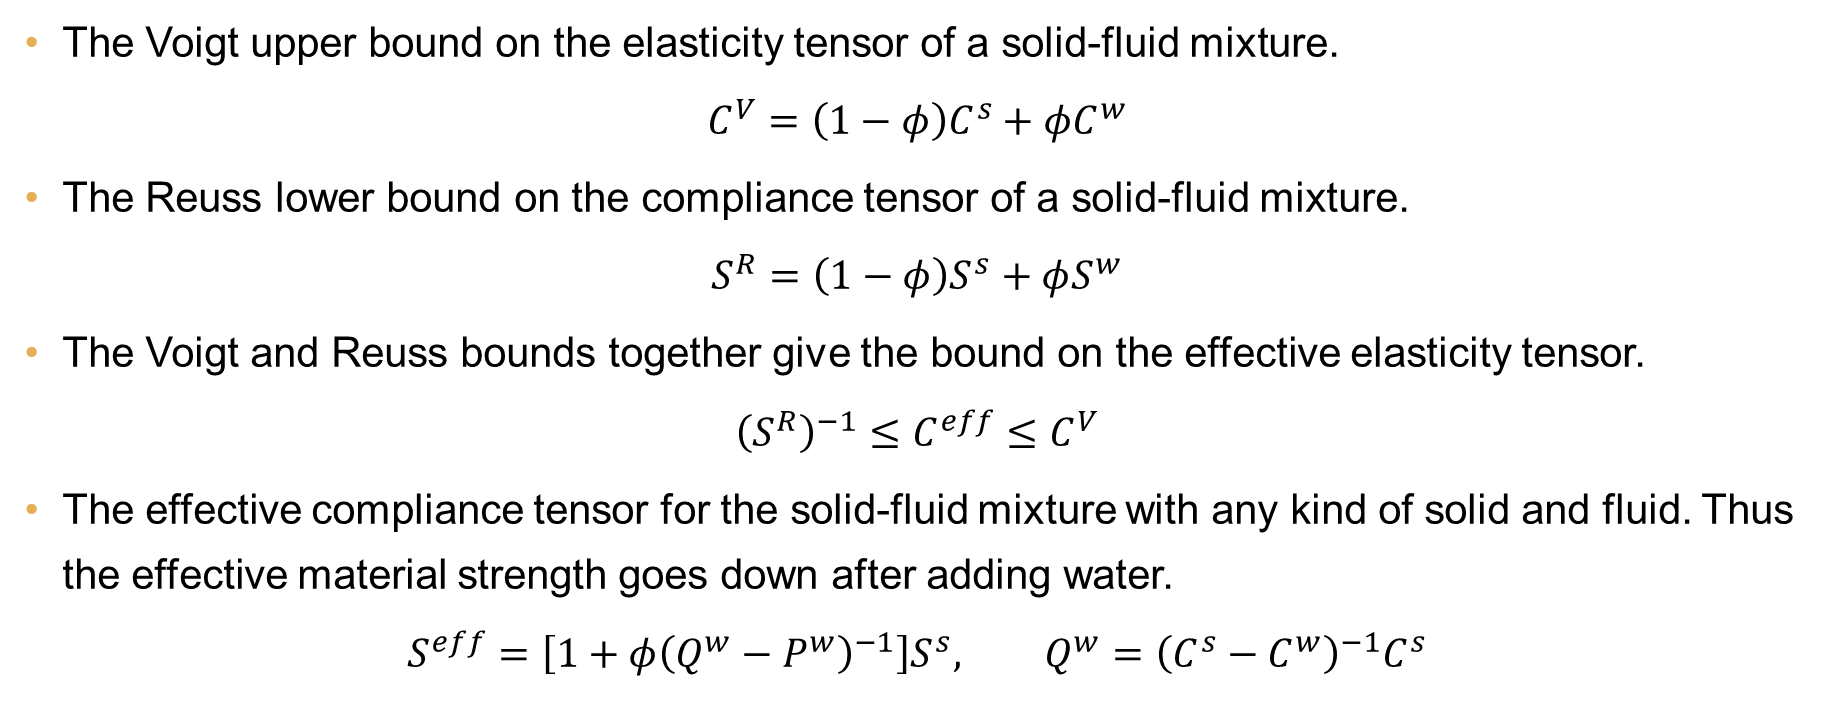 • The Voigt upper bound on the elasticity tensor of a solid-fluid mixture.
C^V = (1 − ϕ)C^s + ϕC^w
• The Reuss lower bound on the compliance tensor of a solid-fluid mixture.
S^R = (1 − ϕ)S^s + ϕS^w
• The Voigt and Reuss bounds together give the bound on the effective elasticity tensor.
(S^R)^−1 ≤ C^eff ≤ C^V
• The effective compliance tensor for the solid-fluid mixture with any kind of solid and fluid. Thus
the effective material strength goes down after adding water.
S^eff = [1 + ϕ(Q^w − P^w)^−1]S^s, Q^w = (C^s − C^w)^−1C^s